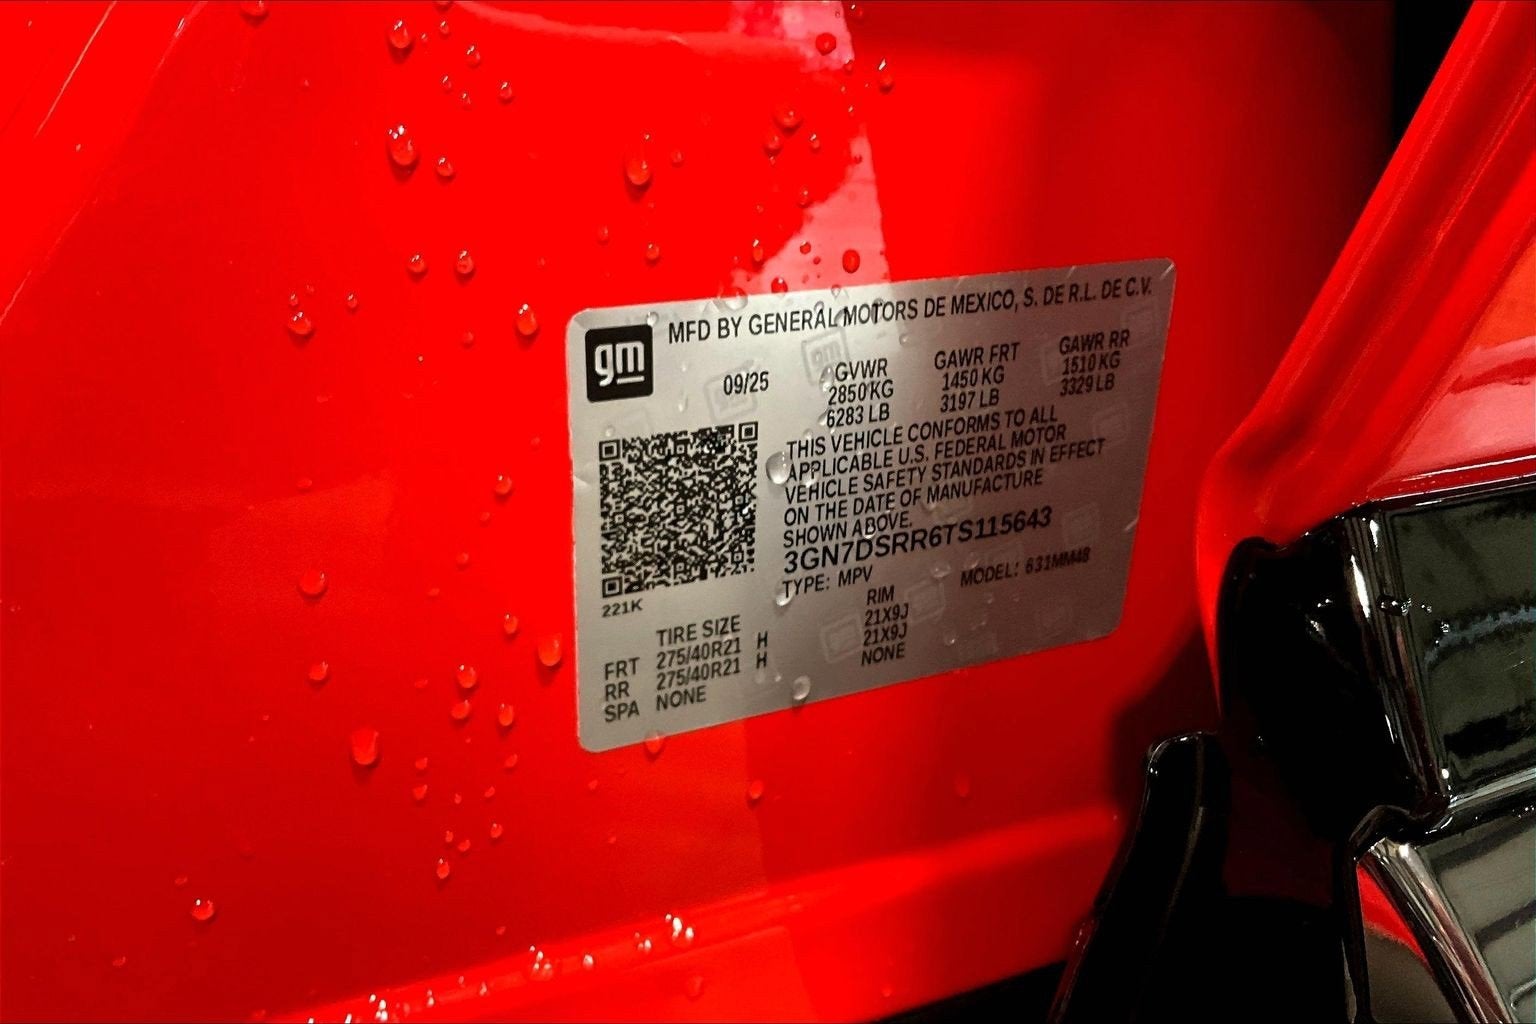 gm
MFD BY GENERAL MOTORS DE MEXICO, S. DE R.L. DE C.V.
09/25
GVWR GAWR FRT GAWR RR
2850 KG 1450 KG 1510 KG
6283 LB 3197 LB 3329 LB
THIS VEHICLE CONFORMS TO ALL
APPLICABLE U.S. FEDERAL MOTOR
VEHICLE SAFETY STANDARDS IN EFFECT
ON THE DATE OF MANUFACTURE
SHOWN ABOVE.
3GN7DSRR6TS115643
TYPE: MPV MODEL: 631MM48
221K
TIRE SIZE RIM
FRT 275/40R21 H 21X9J
RR 275/40R21 H 21X9J
SPA NONE NONE